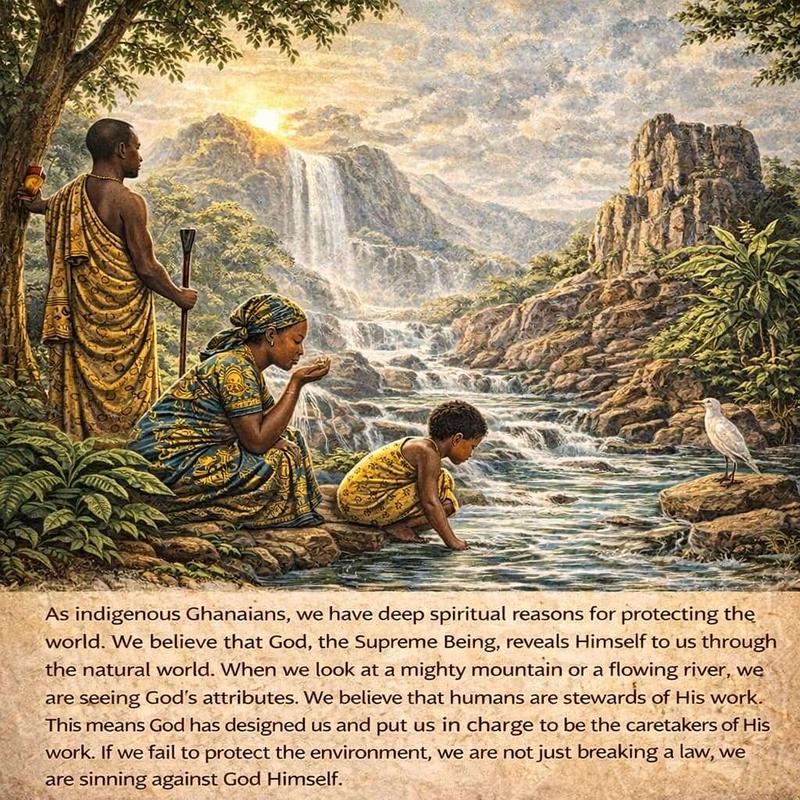 As indigenous Ghanaians, we have deep spiritual reasons for protecting the
world. We believe that God, the Supreme Being, reveals Himself to us through
the natural world. When we look at a mighty mountain or a flowing river, we
are seeing God's attributes. We believe that humans are stewards of His work.
This means God has designed us and put us in charge to be the caretakers of His
work. If we fail to protect the environment, we are not just breaking a law, we
are sinning against God Himself.